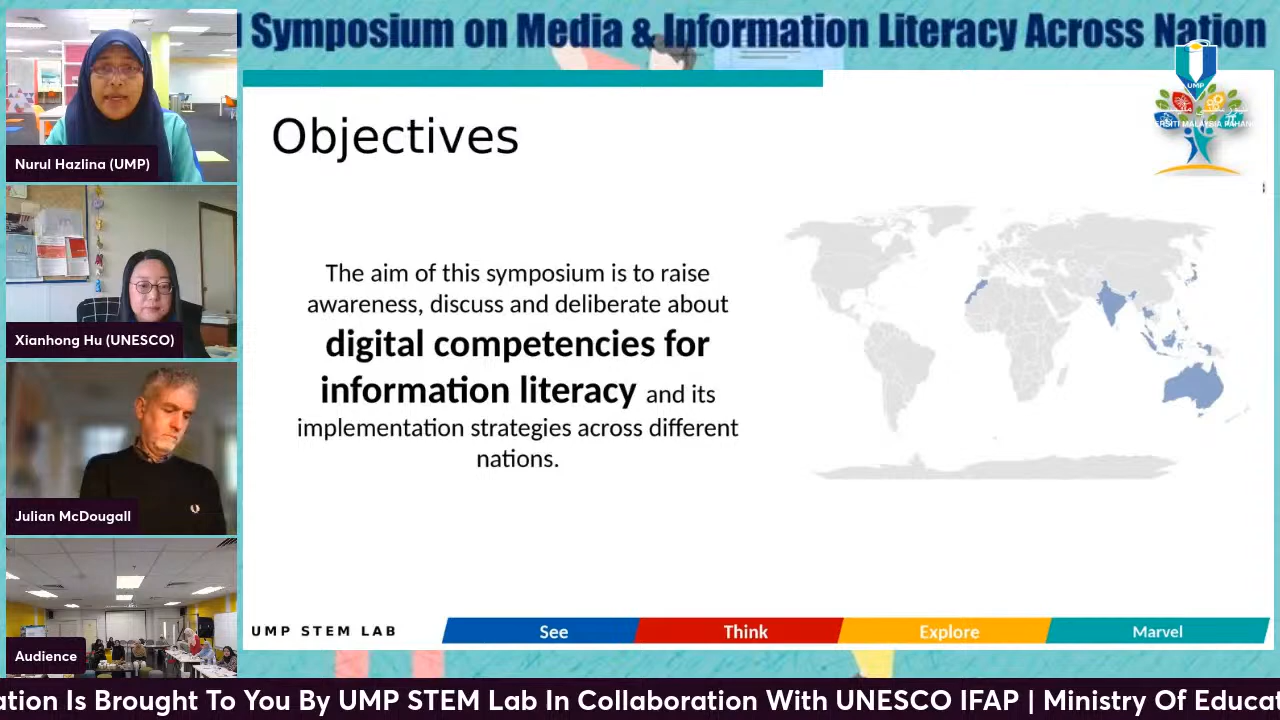 Symposium on Media & Information Literacy Across Nation
UMP
Objectives
The aim of this symposium is to raise
awareness, discuss and deliberate about
digital competencies for
information literacy and its
implementation strategies across different
nations.
Nurul Hazlina (UMP)
Xianhong Hu (UNESCO)
Julian McDougall
Audience
UMP STEM LAB
See
Think
Explore
Marvel
ation Is Brought To You By UMP STEM Lab In Collaboration With UNESCO IFAP | Ministry Of Educat